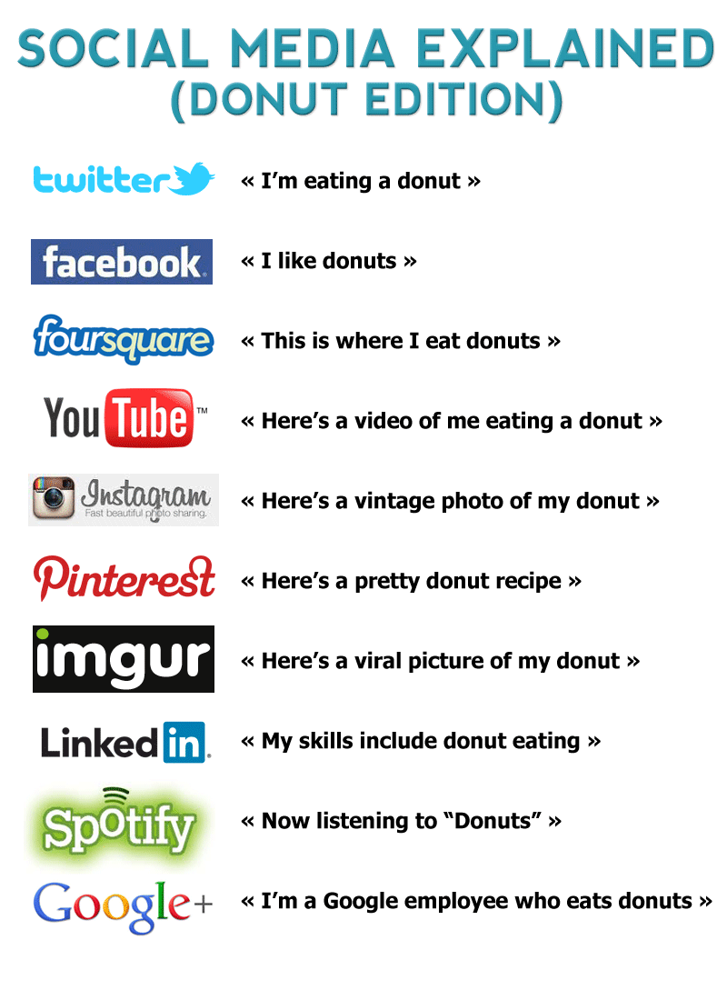 SOCIAL MEDIA EXPLAINED
(DONUT EDITION)
twitter « I’m eating a donut »
facebook® « I like donuts »
foursquare « This is where I eat donuts »
YouTube™ « Here’s a video of me eating a donut »
Instagram
Fast beautiful photo sharing. « Here’s a vintage photo of my donut »
Pinterest « Here’s a pretty donut recipe »
imgur « Here’s a viral picture of my donut »
Linkedin® « My skills include donut eating »
Spotify « Now listening to “Donuts” »
Google+ « I’m a Google employee who eats donuts »